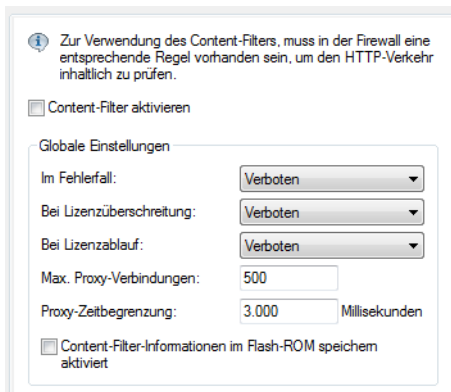 Zur Verwendung des Content-Filters, muss in der Firewall eine
entsprechende Regel vorhanden sein, um den HTTP-Verkehr
inhaltlich zu prüfen.
Content-Filter aktivieren
Globale Einstellungen
Im Fehlerfall: Verboten
Bei Lizenzüberschreitung: Verboten
Bei Lizenzablauf: Verboten
Max. Proxy-Verbindungen: 500
Proxy-Zeitbegrenzung: 3.000 Millisekunden
Content-Filter-Informationen im Flash-ROM speichern
aktiviert